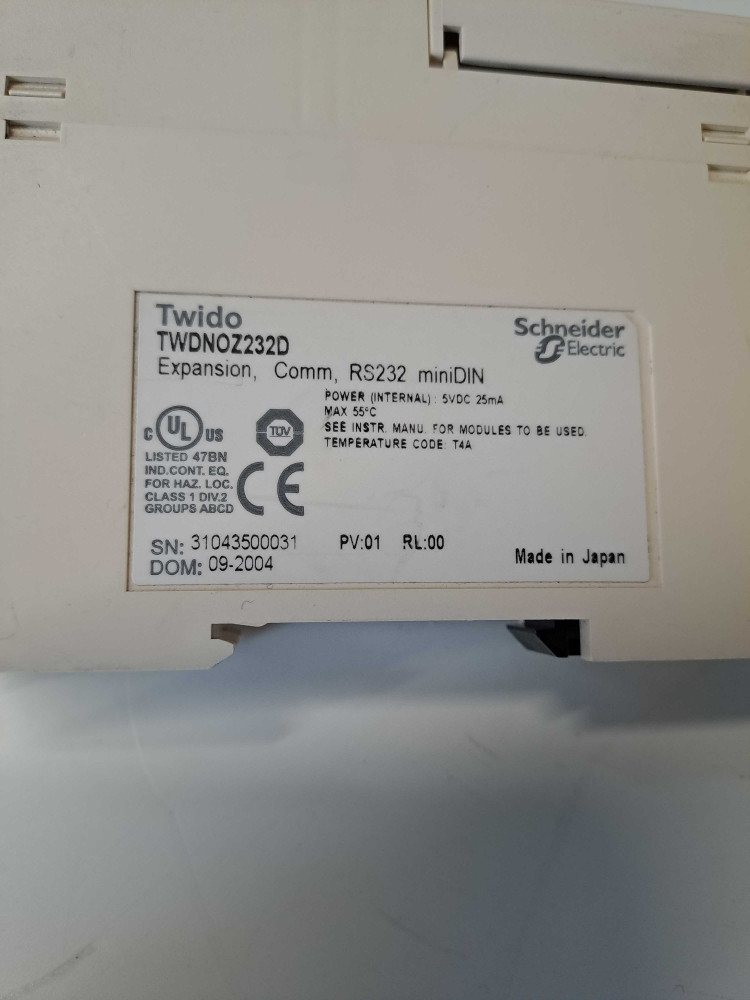 Twido
TWDNOZ232D
Expansion, Comm, RS232 miniDIN
Schneider
Electric
POWER (INTERNAL) : 5VDC 25mA
MAX 55°C
SEE INSTR. MANU. FOR MODULES TO BE USED.
TEMPERATURE CODE: T4A
C UL US
TÜV
LISTED 47BN
IND.CONT. EQ.
FOR HAZ. LOC.
CLASS 1 DIV.2
GROUPS ABCD
CE
SN: 31043500031 PV:01 RL:00
DOM: 09-2004
Made in Japan